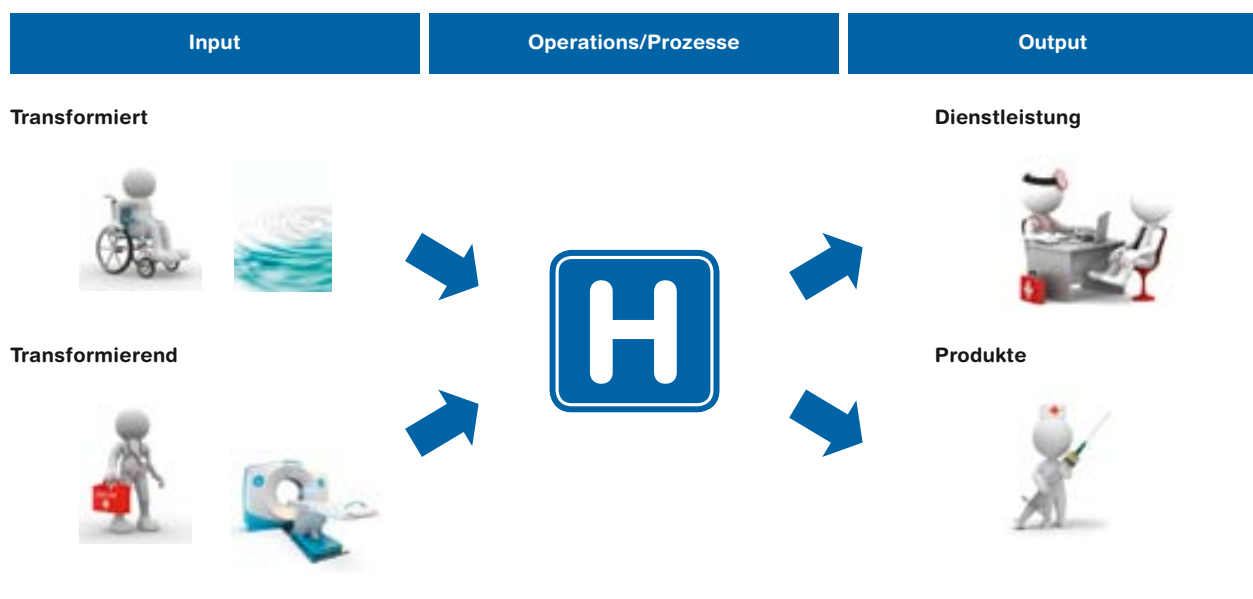 Input
Operations/Prozesse
Output
Transformiert
Dienstleistung
H
Transformierend
Produkte